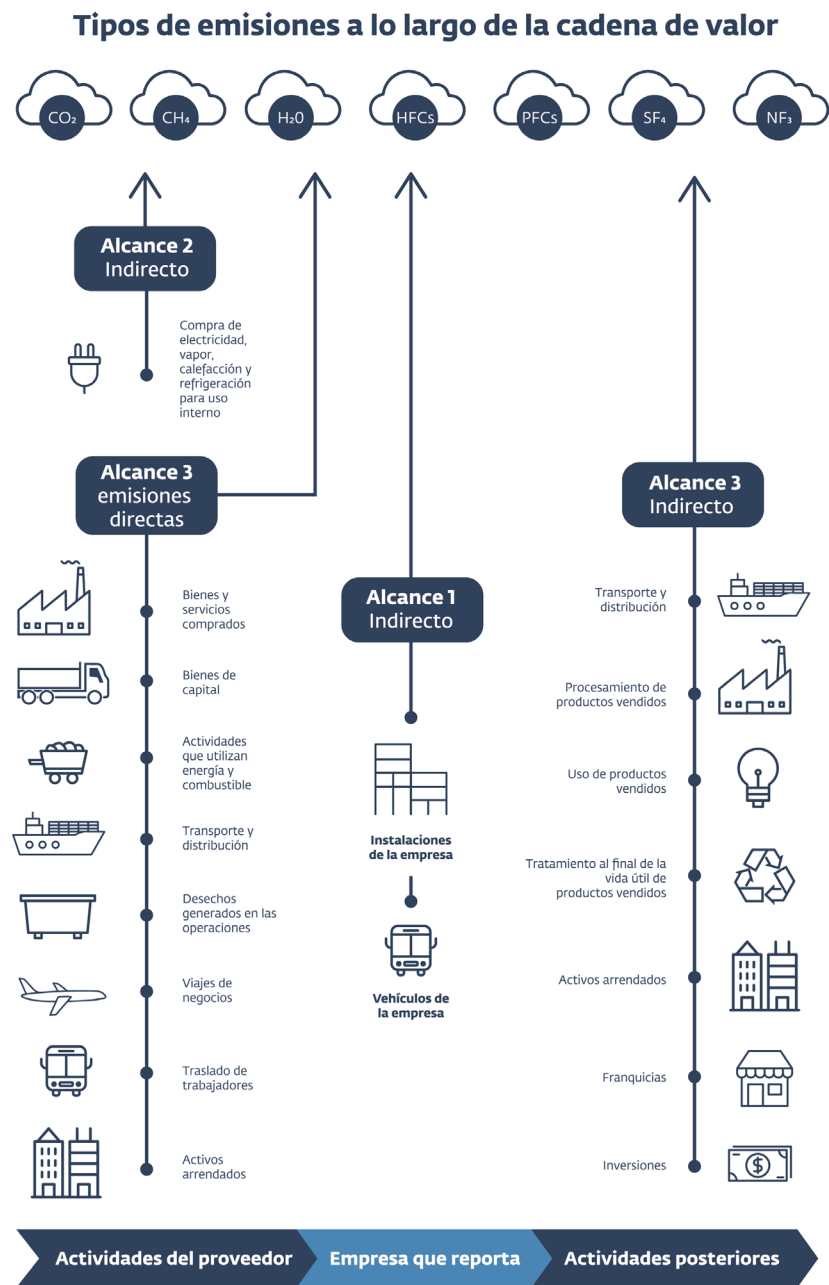 Tipos de emisiones a lo largo de la cadena de valor
CO₂
CH₄
H₂0
HFCs
PFCs
SF₄
NF₃
Alcance 2
Indirecto
Compra de
electricidad,
vapor,
calefacción y
refrigeración
para uso
interno
Alcance 3
emisiones
directas
Bienes y
servicios
comprados
Bienes de
capital
Actividades
que utilizan
energía y
combustible
Transporte y
distribución
Desechos
generados en las
operaciones
Viajes de
negocios
Traslado de
trabajadores
Activos
arrendados
Alcance 1
Indirecto
Instalaciones
de la empresa
Vehículos de
la empresa
Alcance 3
Indirecto
Transporte y
distribución
Procesamiento de
productos vendidos
Uso de productos
vendidos
Tratamiento al final de la
vida útil de
productos vendidos
Activos arrendados
Franquicias
Inversiones
$
Actividades del proveedor
Empresa que reporta
Actividades posteriores